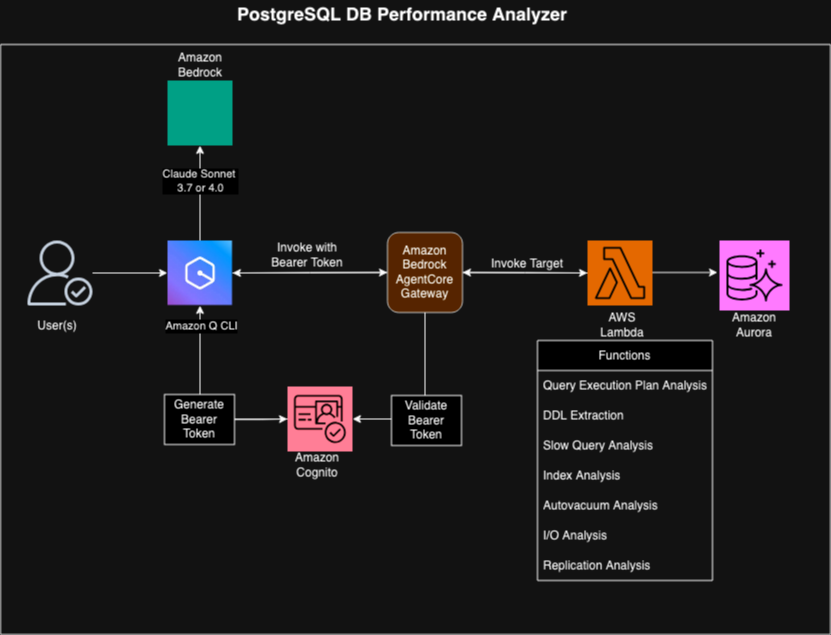 PostgreSQL DB Performance Analyzer
Amazon
Bedrock
Claude Sonnet
3.7 or 4.0
User(s)
Amazon Q CLI
Invoke with
Bearer Token
Amazon
Bedrock
AgentCore
Gateway
Invoke Target
AWS
Lambda
Amazon
Aurora
Generate
Bearer
Token
Amazon
Cognito
Validate
Bearer
Token
Functions
Query Execution Plan Analysis
DDL Extraction
Slow Query Analysis
Index Analysis
Autovacuum Analysis
I/O Analysis
Replication Analysis